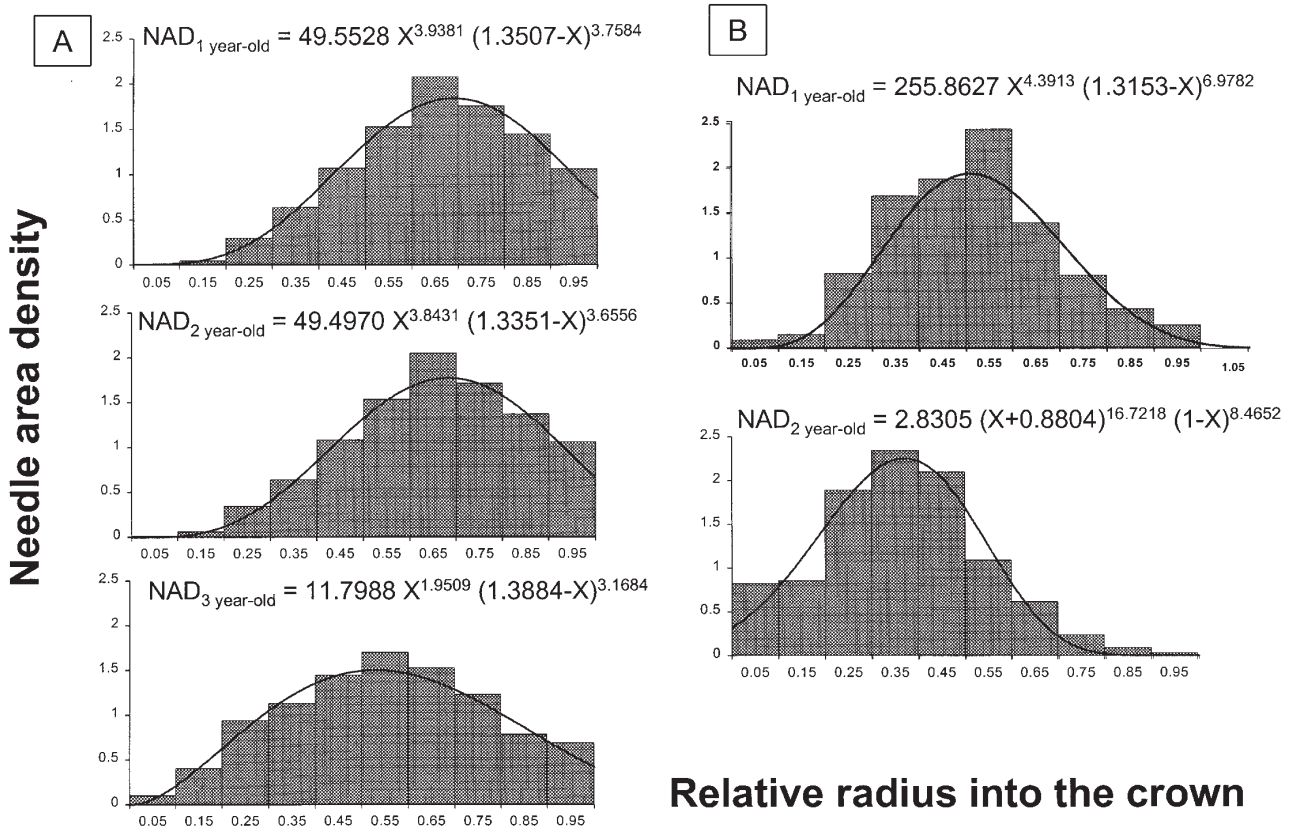 Needle area density
A
NAD1 year-old = 49.5528 X^3.9381 (1.3507-X)^3.7584
2.5
2
1.5
1
0.5
0
0.05 0.15 0.25 0.35 0.45 0.55 0.65 0.75 0.85 0.95
NAD2 year-old = 49.4970 X^3.8431 (1.3351-X)^3.6556
2.5
2
1.5
1
0.5
0
0.05 0.15 0.25 0.35 0.45 0.55 0.65 0.75 0.85 0.95
NAD3 year-old = 11.7988 X^1.9509 (1.3884-X)^3.1684
2.5
2
1.5
1
0.5
0
0.05 0.15 0.25 0.35 0.45 0.55 0.65 0.75 0.85 0.95
B
NAD1 year-old = 255.8627 X^4.3913 (1.3153-X)^6.9782
2.5
2
1.5
1
0.5
0
0.05 0.15 0.25 0.35 0.45 0.55 0.65 0.75 0.85 0.95 1.05
NAD2 year-old = 2.8305 (X+0.8804)^16.7218 (1-X)^8.4652
2.5
2
1.5
1
0.5
0
0.05 0.15 0.25 0.35 0.45 0.55 0.65 0.75 0.85 0.95
Relative radius into the crown